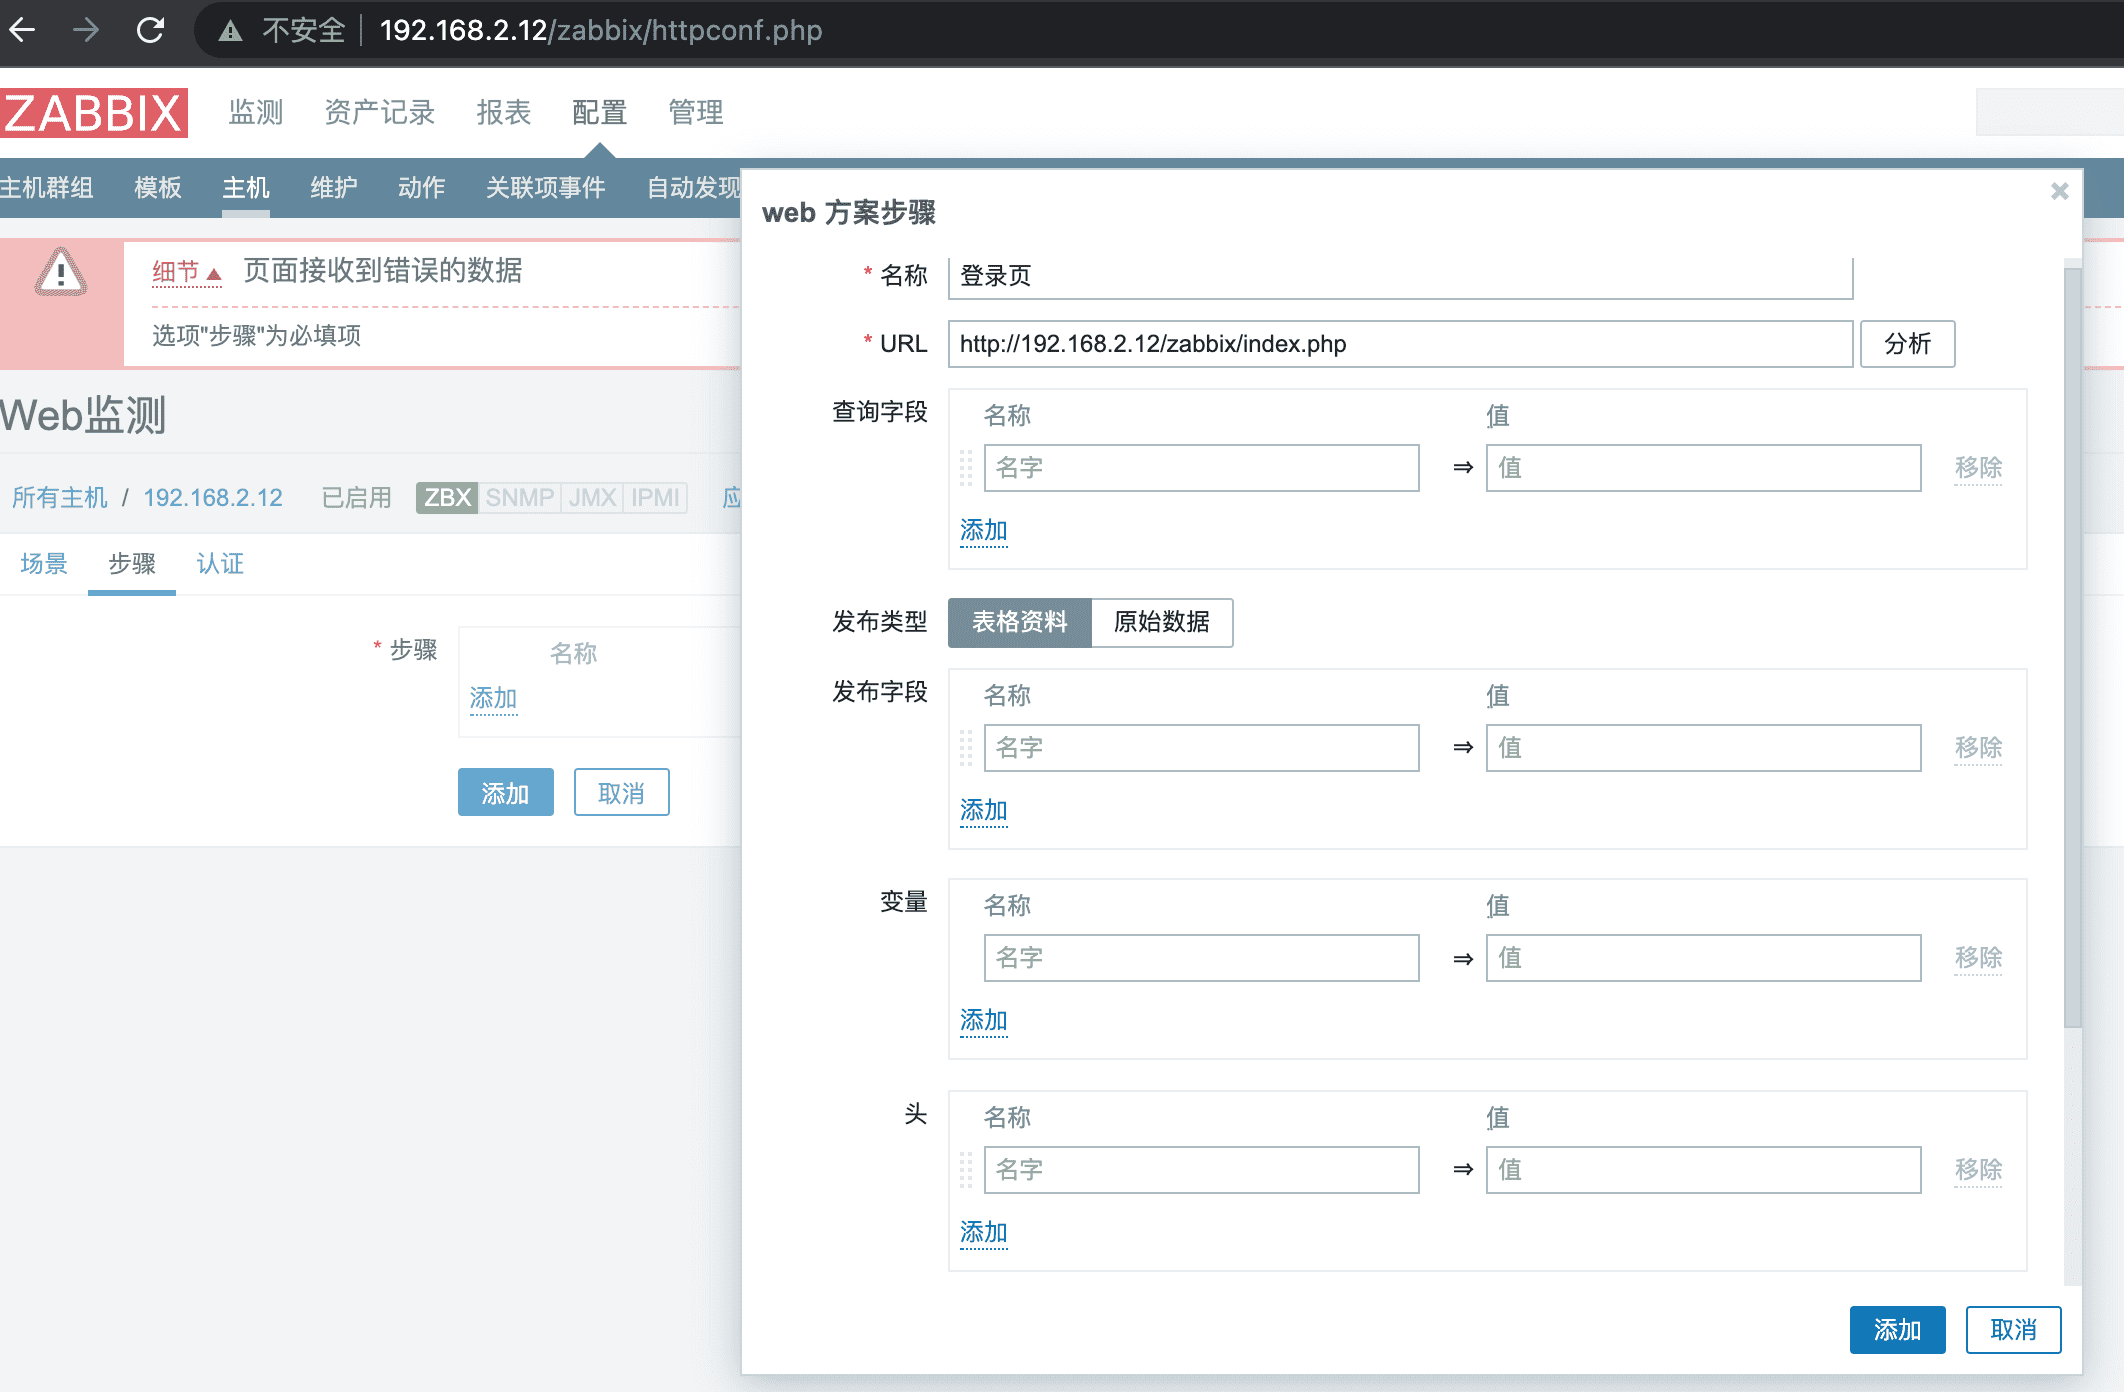 不安全 192.168.2.12/zabbix/httpconf.php
ZABBIX 监测 资产记录 报表 配置 管理
主机群组 模板 主机 维护 动作 关联项事件 自动发现
细节 页面接收到错误的数据
选项"步骤"为必填项
Web监测
所有主机 / 192.168.2.12 已启用 ZBX SNMP JMX IPMI 应
场景 步骤 认证
* 步骤 名称
添加
添加 取消
web 方案步骤
* 名称 登录页
* URL http://192.168.2.12/zabbix/index.php 分析
查询字段 名称 值
名字 ⇒ 值 移除
添加
发布类型 表格资料 原始数据
发布字段 名称 值
名字 ⇒ 值 移除
添加
变量 名称 值
名字 ⇒ 值 移除
添加
头 名称 值
名字 ⇒ 值 移除
添加
添加 取消